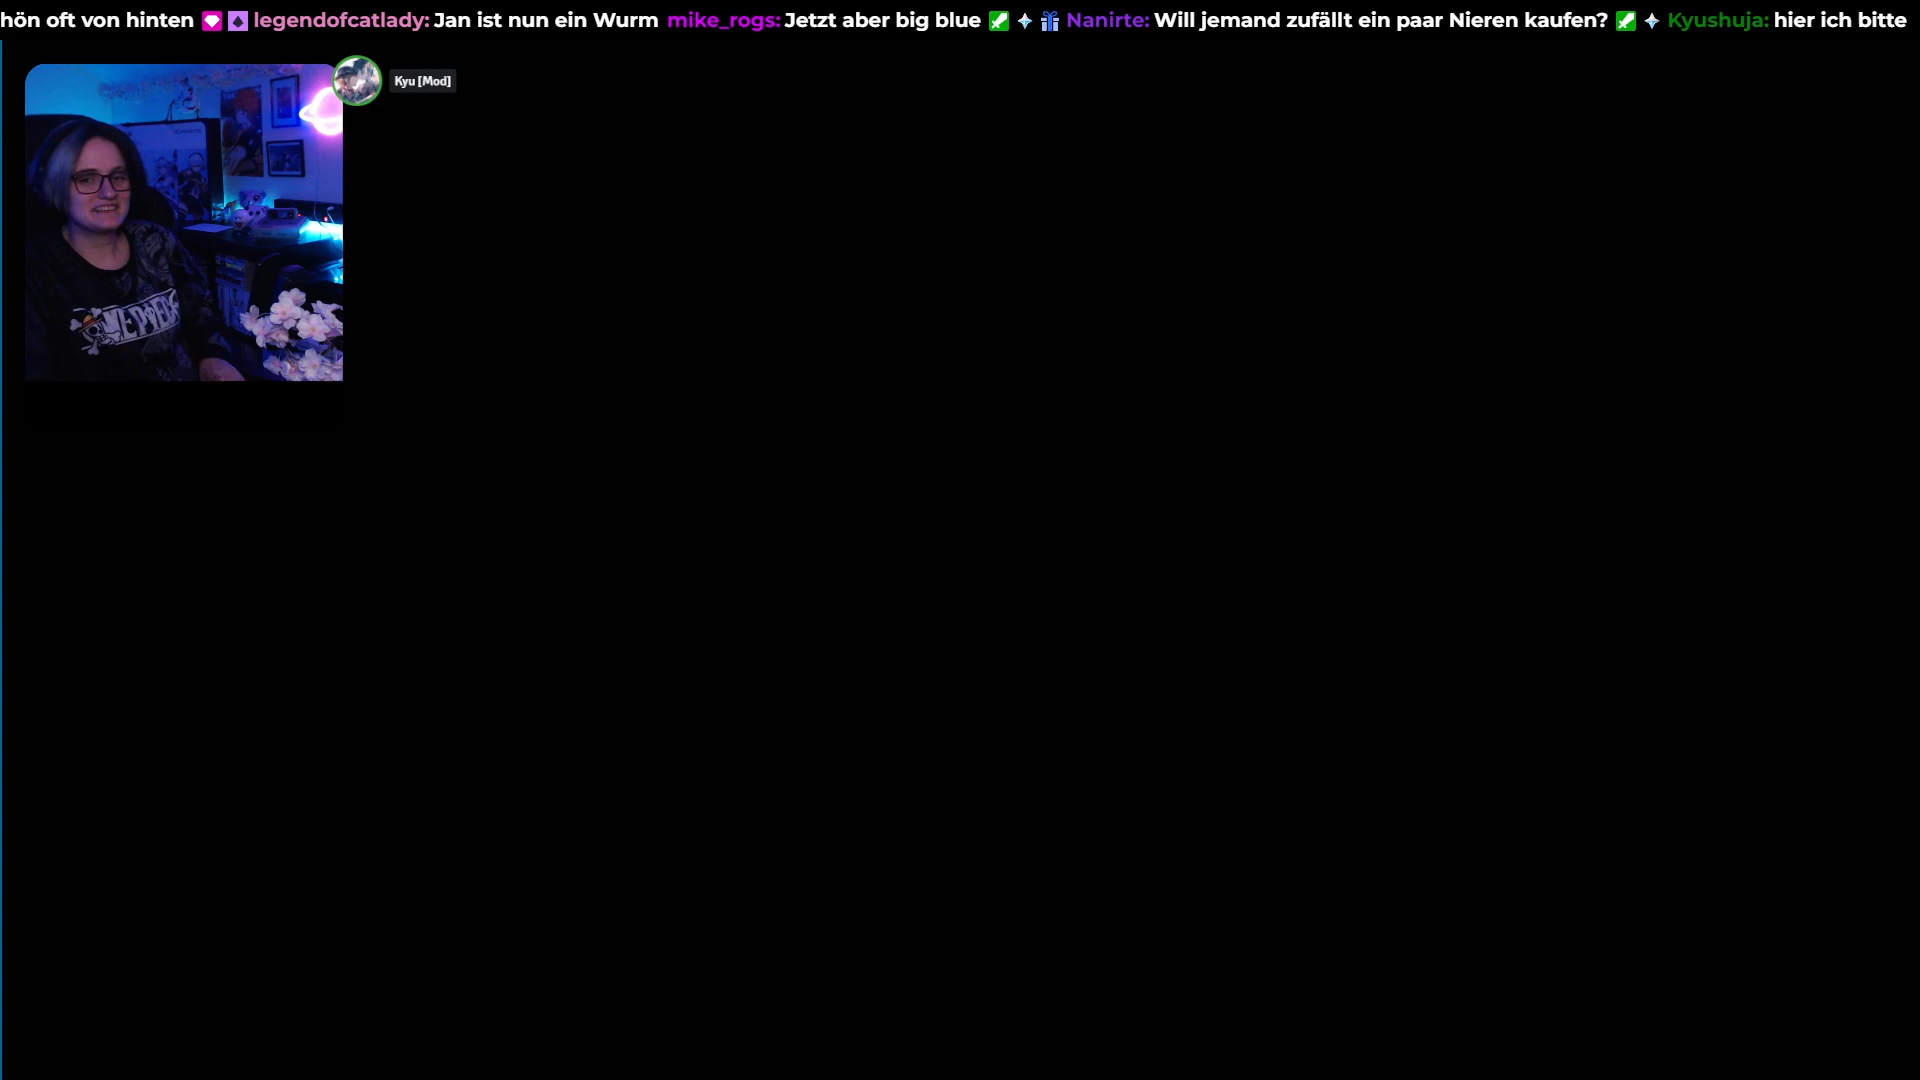 hön oft von hinten legendofcatlady: Jan ist nun ein Wurm mike_rogs: Jetzt aber big blue Nanirte: Will jemand zufällt ein paar Nieren kaufen? Kyushuja: hier ich bitte
Kyu [Mod]